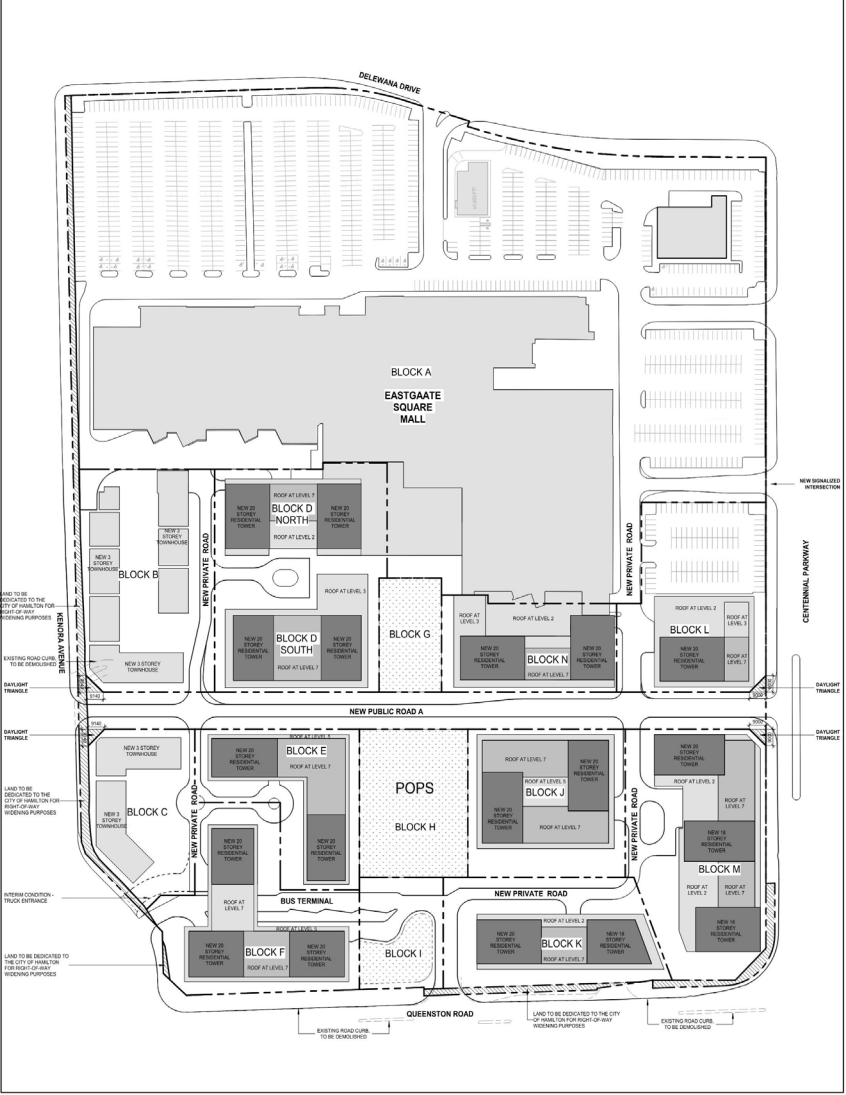 DELEWANA DRIVE
BLOCK A
EASTGAATE
SQUARE
MALL
NEW SIGNALIZED
INTERSECTION
CENTENNIAL PARKWAY
KENORA AVENUE
NEW PRIVATE ROAD
NEW PRIVATE ROAD
ROOF AT LEVEL 7
NEW 20
STOREY
RESIDENTIAL
TOWER
BLOCK D
NORTH
NEW 20
STOREY
RESIDENTIAL
TOWER
ROOF AT LEVEL 2
NEW 3
STOREY
TOWNHOUSE
NEW 3
STOREY
TOWNHOUSE
BLOCK B
NEW 3 STOREY
TOWNHOUSE
LAND TO BE
DEDICATED TO THE
CITY OF HAMILTON FOR
RIGHT-OF-WAY
WIDENING PURPOSES
EXISTING ROAD CURB.
TO BE DEMOLISHED
DAYLIGHT
TRIANGLE
9140
ROOF AT LEVEL 3
NEW 20
STOREY
RESIDENTIAL
TOWER
BLOCK D
SOUTH
NEW 20
STOREY
RESIDENTIAL
TOWER
ROOF AT LEVEL 7
BLOCK G
ROOF AT
LEVEL 3
ROOF AT LEVEL 2
NEW 20
STOREY
RESIDENTIAL
TOWER
BLOCK N
ROOF AT LEVEL 7
NEW 20
STOREY
RESIDENTIAL
TOWER
ROOF AT LEVEL 2
BLOCK L
ROOF AT
LEVEL 3
NEW 20
STOREY
RESIDENTIAL
TOWER
ROOF AT
LEVEL 7
DAYLIGHT
TRIANGLE
9000
NEW PUBLIC ROAD A
DAYLIGHT
TRIANGLE
9140
9000
DAYLIGHT
TRIANGLE
NEW 3 STOREY
TOWNHOUSE
NEW 3
STOREY
TOWNHOUSE
BLOCK C
LAND TO BE
DEDICATED TO THE
CITY OF HAMILTON FOR
RIGHT-OF-WAY
WIDENING PURPOSES
NEW PRIVATE ROAD
ROOF AT LEVEL 5
NEW 20
STOREY
RESIDENTIAL
TOWER
BLOCK E
ROOF AT LEVEL 7
NEW 20
STOREY
RESIDENTIAL
TOWER
POPS
BLOCK H
ROOF AT LEVEL 7
NEW 20
STOREY
RESIDENTIAL
TOWER
ROOF AT LEVEL 5
BLOCK J
NEW 20
STOREY
RESIDENTIAL
TOWER
ROOF AT LEVEL 7
NEW PRIVATE ROAD
NEW 20
STOREY
RESIDENTIAL
TOWER
ROOF AT LEVEL 2
ROOF AT
LEVEL 7
NEW 18
STOREY
RESIDENTIAL
TOWER
BLOCK M
ROOF AT
LEVEL 2
ROOF AT
LEVEL 7
NEW 16
STOREY
RESIDENTIAL
TOWER
NEW 20
STOREY
RESIDENTIAL
TOWER
ROOF AT
LEVEL 7
INTERIM CONDITION -
TRUCK ENTRANCE
BUS TERMINAL
NEW PRIVATE ROAD
ROOF AT LEVEL 5
NEW 20
STOREY
RESIDENTIAL
TOWER
BLOCK F
NEW 20
STOREY
RESIDENTIAL
TOWER
ROOF AT LEVEL 7
BLOCK I
ROOF AT LEVEL 2
NEW 20
STOREY
RESIDENTIAL
TOWER
BLOCK K
NEW 18
STOREY
RESIDENTIAL
TOWER
ROOF AT LEVEL 7
LAND TO BE DEDICATED TO
THE CITY OF HAMILTON
FOR RIGHT-OF-WAY
WIDENING PURPOSES
QUEENSTON ROAD
EXISTING ROAD CURB.
TO BE DEMOLISHED
LAND TO BE DEDICATED TO THE CITY
OF HAMILTON FOR RIGHT-OF-WAY
WIDENING PURPOSES
EXISTING ROAD CURB.
TO BE DEMOLISHED